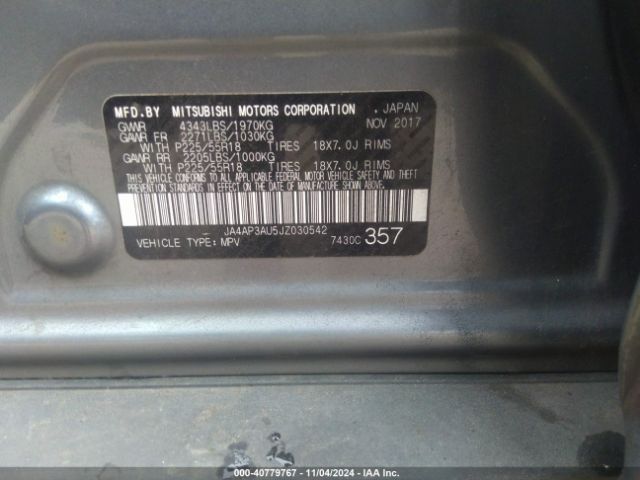 MFD.BY MITSUBISHI MOTORS CORPORATION . JAPAN
GVWR 4343LBS/1970KG NOV 2017
GAWR FR 2271LBS/1030KG
WITH P225/55R18 TIRES 18X7.0J RIMS
GAWR RR 2205LBS/1000KG
WITH P225/55R18 TIRES 18X7.0J RIMS
THIS VEHICLE CONFORMS TO ALL APPLICABLE FEDERAL MOTOR VEHICLE SAFETY AND
THEFT PREVENTION STANDARDS IN EFFECT ON THE DATE OF MANUFACTURE SHOWN ABOVE.
JA4AP3AU5JZ030542
VEHICLE TYPE:MPV 7430C 357
000-40779767 - 11/04/2024 - IAA Inc.